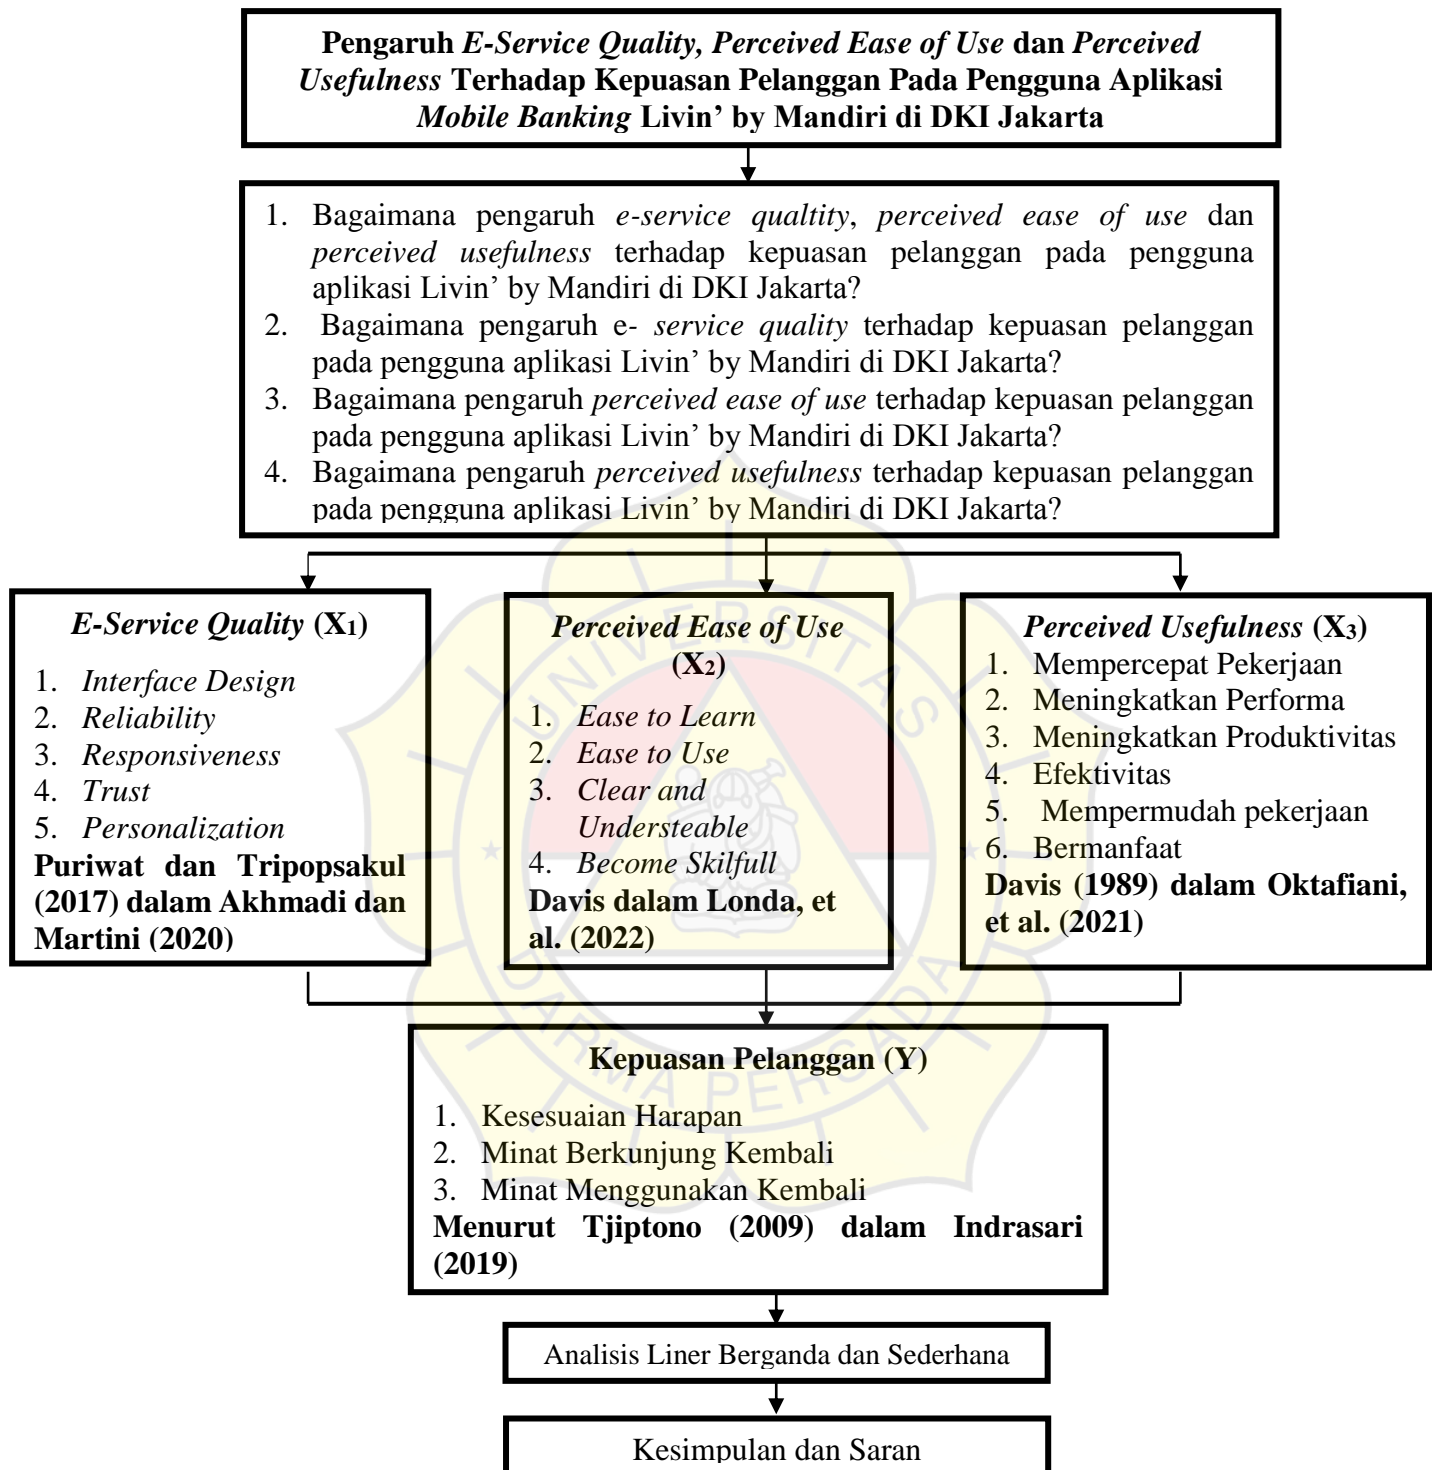 Pengaruh E-Service Quality, Perceived Ease of Use dan Perceived
Usefulness Terhadap Kepuasan Pelanggan Pada Pengguna Aplikasi
Mobile Banking Livin’ by Mandiri di DKI Jakarta
1. Bagaimana pengaruh e-service qualtity, perceived ease of use dan
perceived usefulness terhadap kepuasan pelanggan pada pengguna
aplikasi Livin’ by Mandiri di DKI Jakarta?
2. Bagaimana pengaruh e- service quality terhadap kepuasan pelanggan
pada pengguna aplikasi Livin’ by Mandiri di DKI Jakarta?
3. Bagaimana pengaruh perceived ease of use terhadap kepuasan pelanggan
pada pengguna aplikasi Livin’ by Mandiri di DKI Jakarta?
4. Bagaimana pengaruh perceived usefulness terhadap kepuasan pelanggan
pada pengguna aplikasi Livin’ by Mandiri di DKI Jakarta?
E-Service Quality (X1)
1. Interface Design
2. Reliability
3. Responsiveness
4. Trust
5. Personalization
Puriwat dan Tripopsakul
(2017) dalam Akhmadi dan
Martini (2020)
Perceived Ease of Use
(X2)
1. Ease to Learn
2. Ease to Use
3. Clear and
Understeable
4. Become Skilfull
Davis dalam Londa, et
al. (2022)
Perceived Usefulness (X3)
1. Mempercepat Pekerjaan
2. Meningkatkan Performa
3. Meningkatkan Produktivitas
4. Efektivitas
5. Mempermudah pekerjaan
6. Bermanfaat
Davis (1989) dalam Oktafiani,
et al. (2021)
Kepuasan Pelanggan (Y)
1. Kesesuaian Harapan
2. Minat Berkunjung Kembali
3. Minat Menggunakan Kembali
Menurut Tjiptono (2009) dalam Indrasari
(2019)
Analisis Liner Berganda dan Sederhana
Kesimpulan dan Saran
UNIVERSITAS
DARMA PERSADA